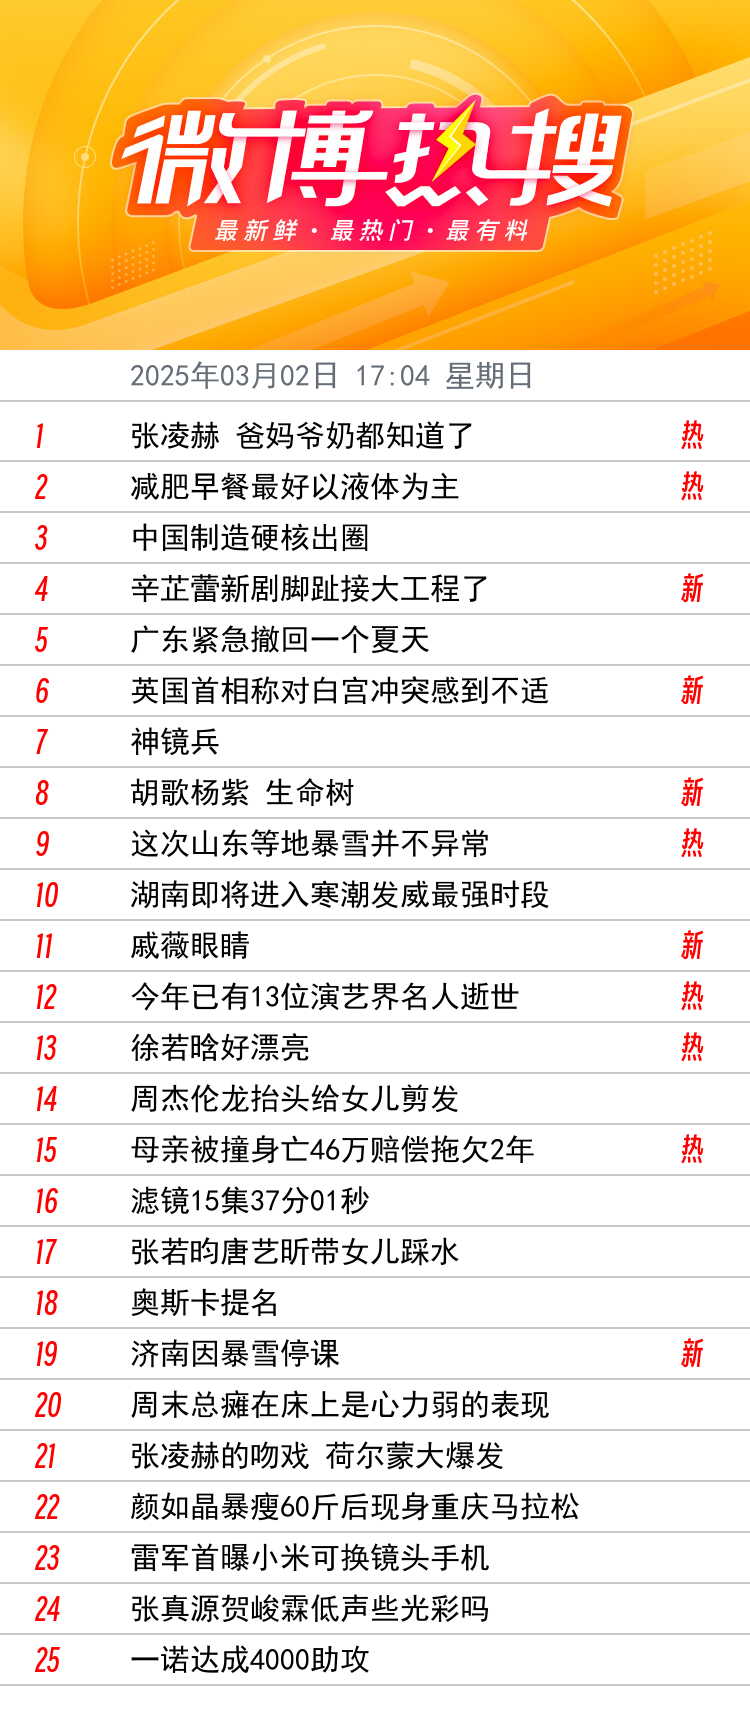 微博热搜
最新鲜·最热门·最有料
2025年03月02日 17:04 星期日
1 张凌赫 爸妈爷奶都知道了 热
2 减肥早餐最好以液体为主 热
3 中国制造硬核出圈
4 辛芷蕾新剧脚趾接大工程了 新
5 广东紧急撤回一个夏天
6 英国首相称对白宫冲突感到不适 新
7 神镜兵
8 胡歌杨紫 生命树 新
9 这次山东等地暴雪并不异常 热
10 湖南即将进入寒潮发威最强时段
11 戚薇眼睛 新
12 今年已有13位演艺界名人逝世 热
13 徐若晗好漂亮 热
14 周杰伦龙抬头给女儿剪发
15 母亲被撞身亡46万赔偿拖欠2年 热
16 滤镜15集37分01秒
17 张若昀唐艺昕带女儿踩水
18 奥斯卡提名
19 济南因暴雪停课 新
20 周末总瘫在床上是心力弱的表现
21 张凌赫的吻戏 荷尔蒙大爆发
22 颜如晶暴瘦60斤后现身重庆马拉松
23 雷军首曝小米可换镜头手机
24 张真源贺峻霖低声些光彩吗
25 一诺达成4000助攻